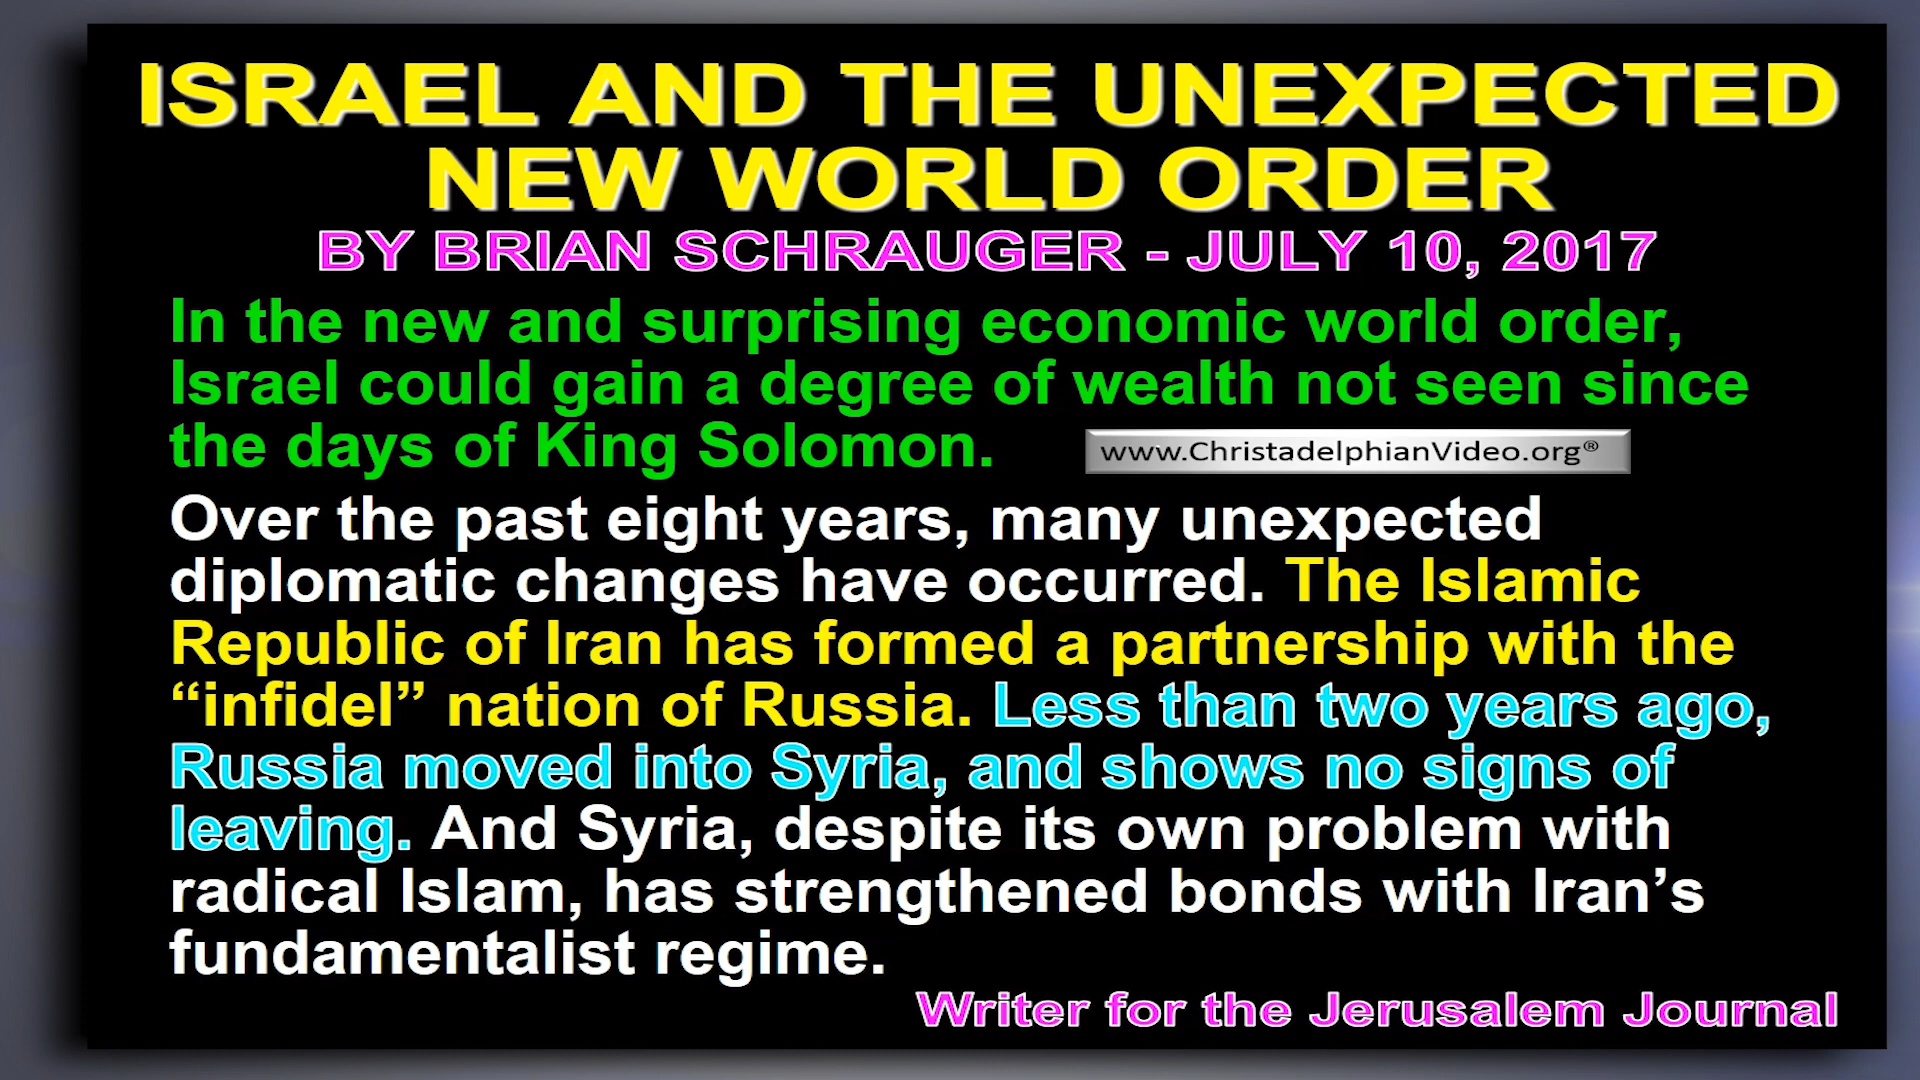 ISRAEL AND THE UNEXPECTED
NEW WORLD ORDER
BY BRIAN SCHRAUGER - JULY 10, 2017
In the new and surprising economic world order,
Israel could gain a degree of wealth not seen since
the days of King Solomon.
www.ChristadelphianVideo.org®
Over the past eight years, many unexpected
diplomatic changes have occurred. The Islamic
Republic of Iran has formed a partnership with the
“infidel” nation of Russia. Less than two years ago,
Russia moved into Syria, and shows no signs of
leaving. And Syria, despite its own problem with
radical Islam, has strengthened bonds with Iran’s
fundamentalist regime.
Writer for the Jerusalem Journal